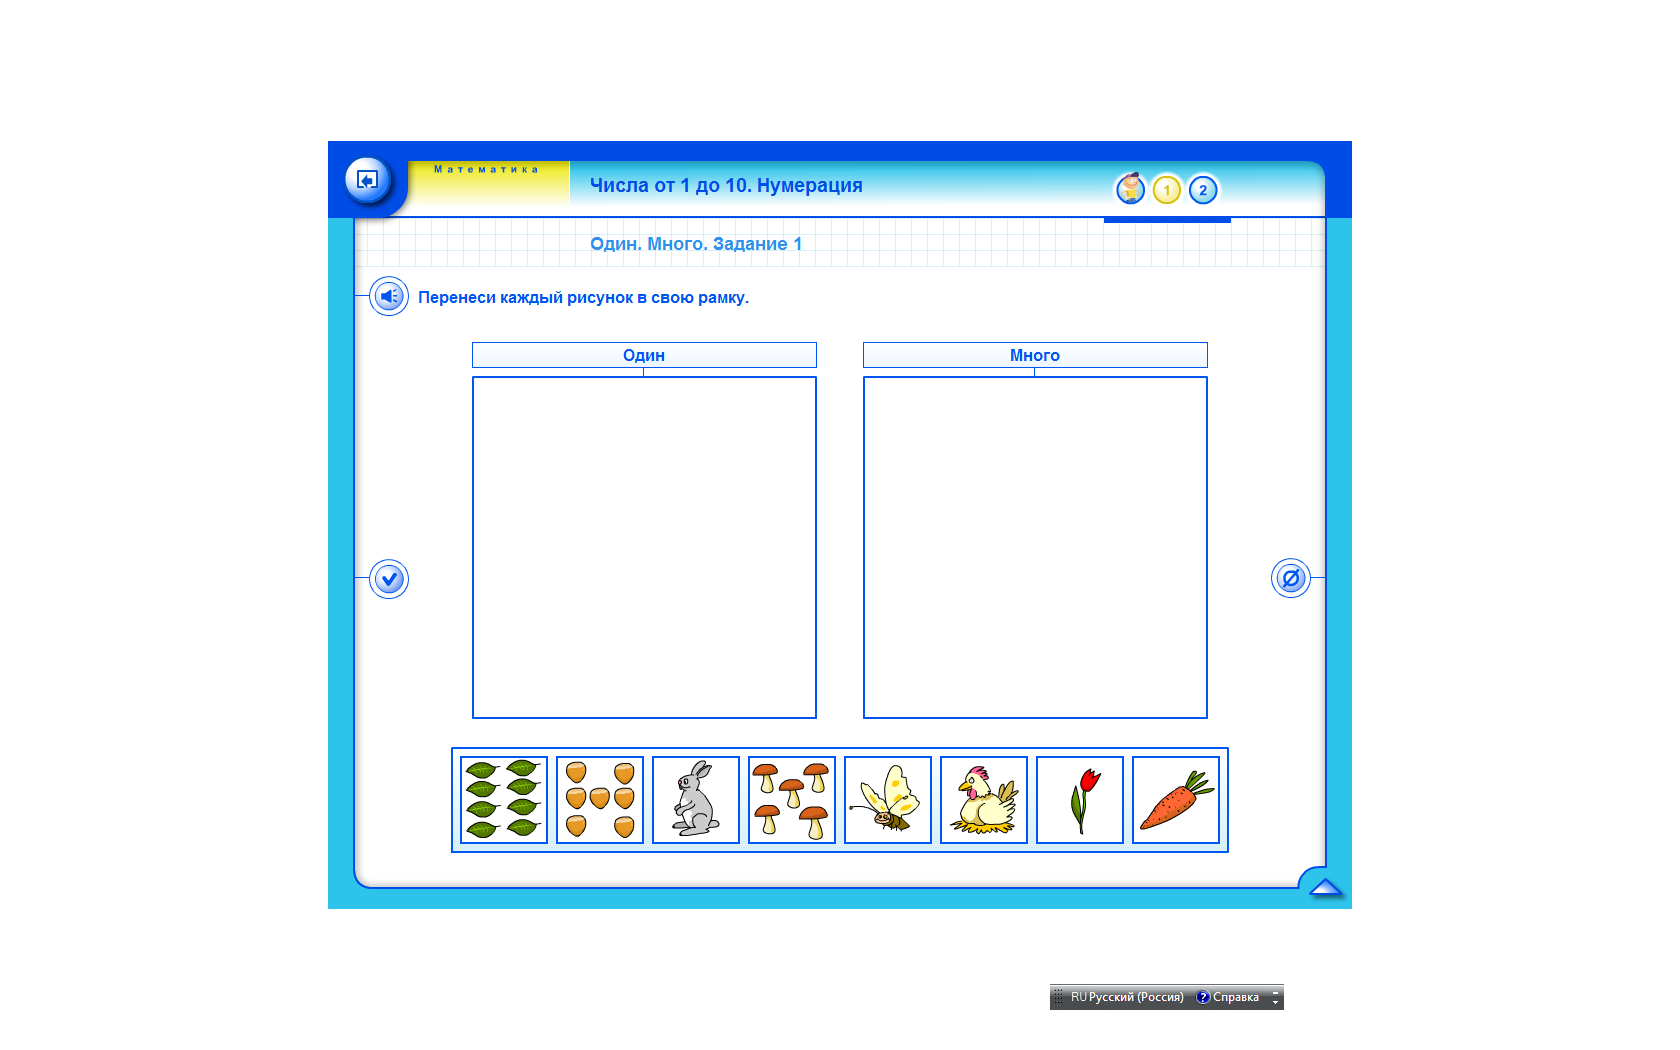 Математика
Числа от 1 до 10. Нумерация
1
2
Один. Много. Задание 1
Перенеси каждый рисунок в свою рамку.
Один
Много
RU Русский (Россия)
? Справка